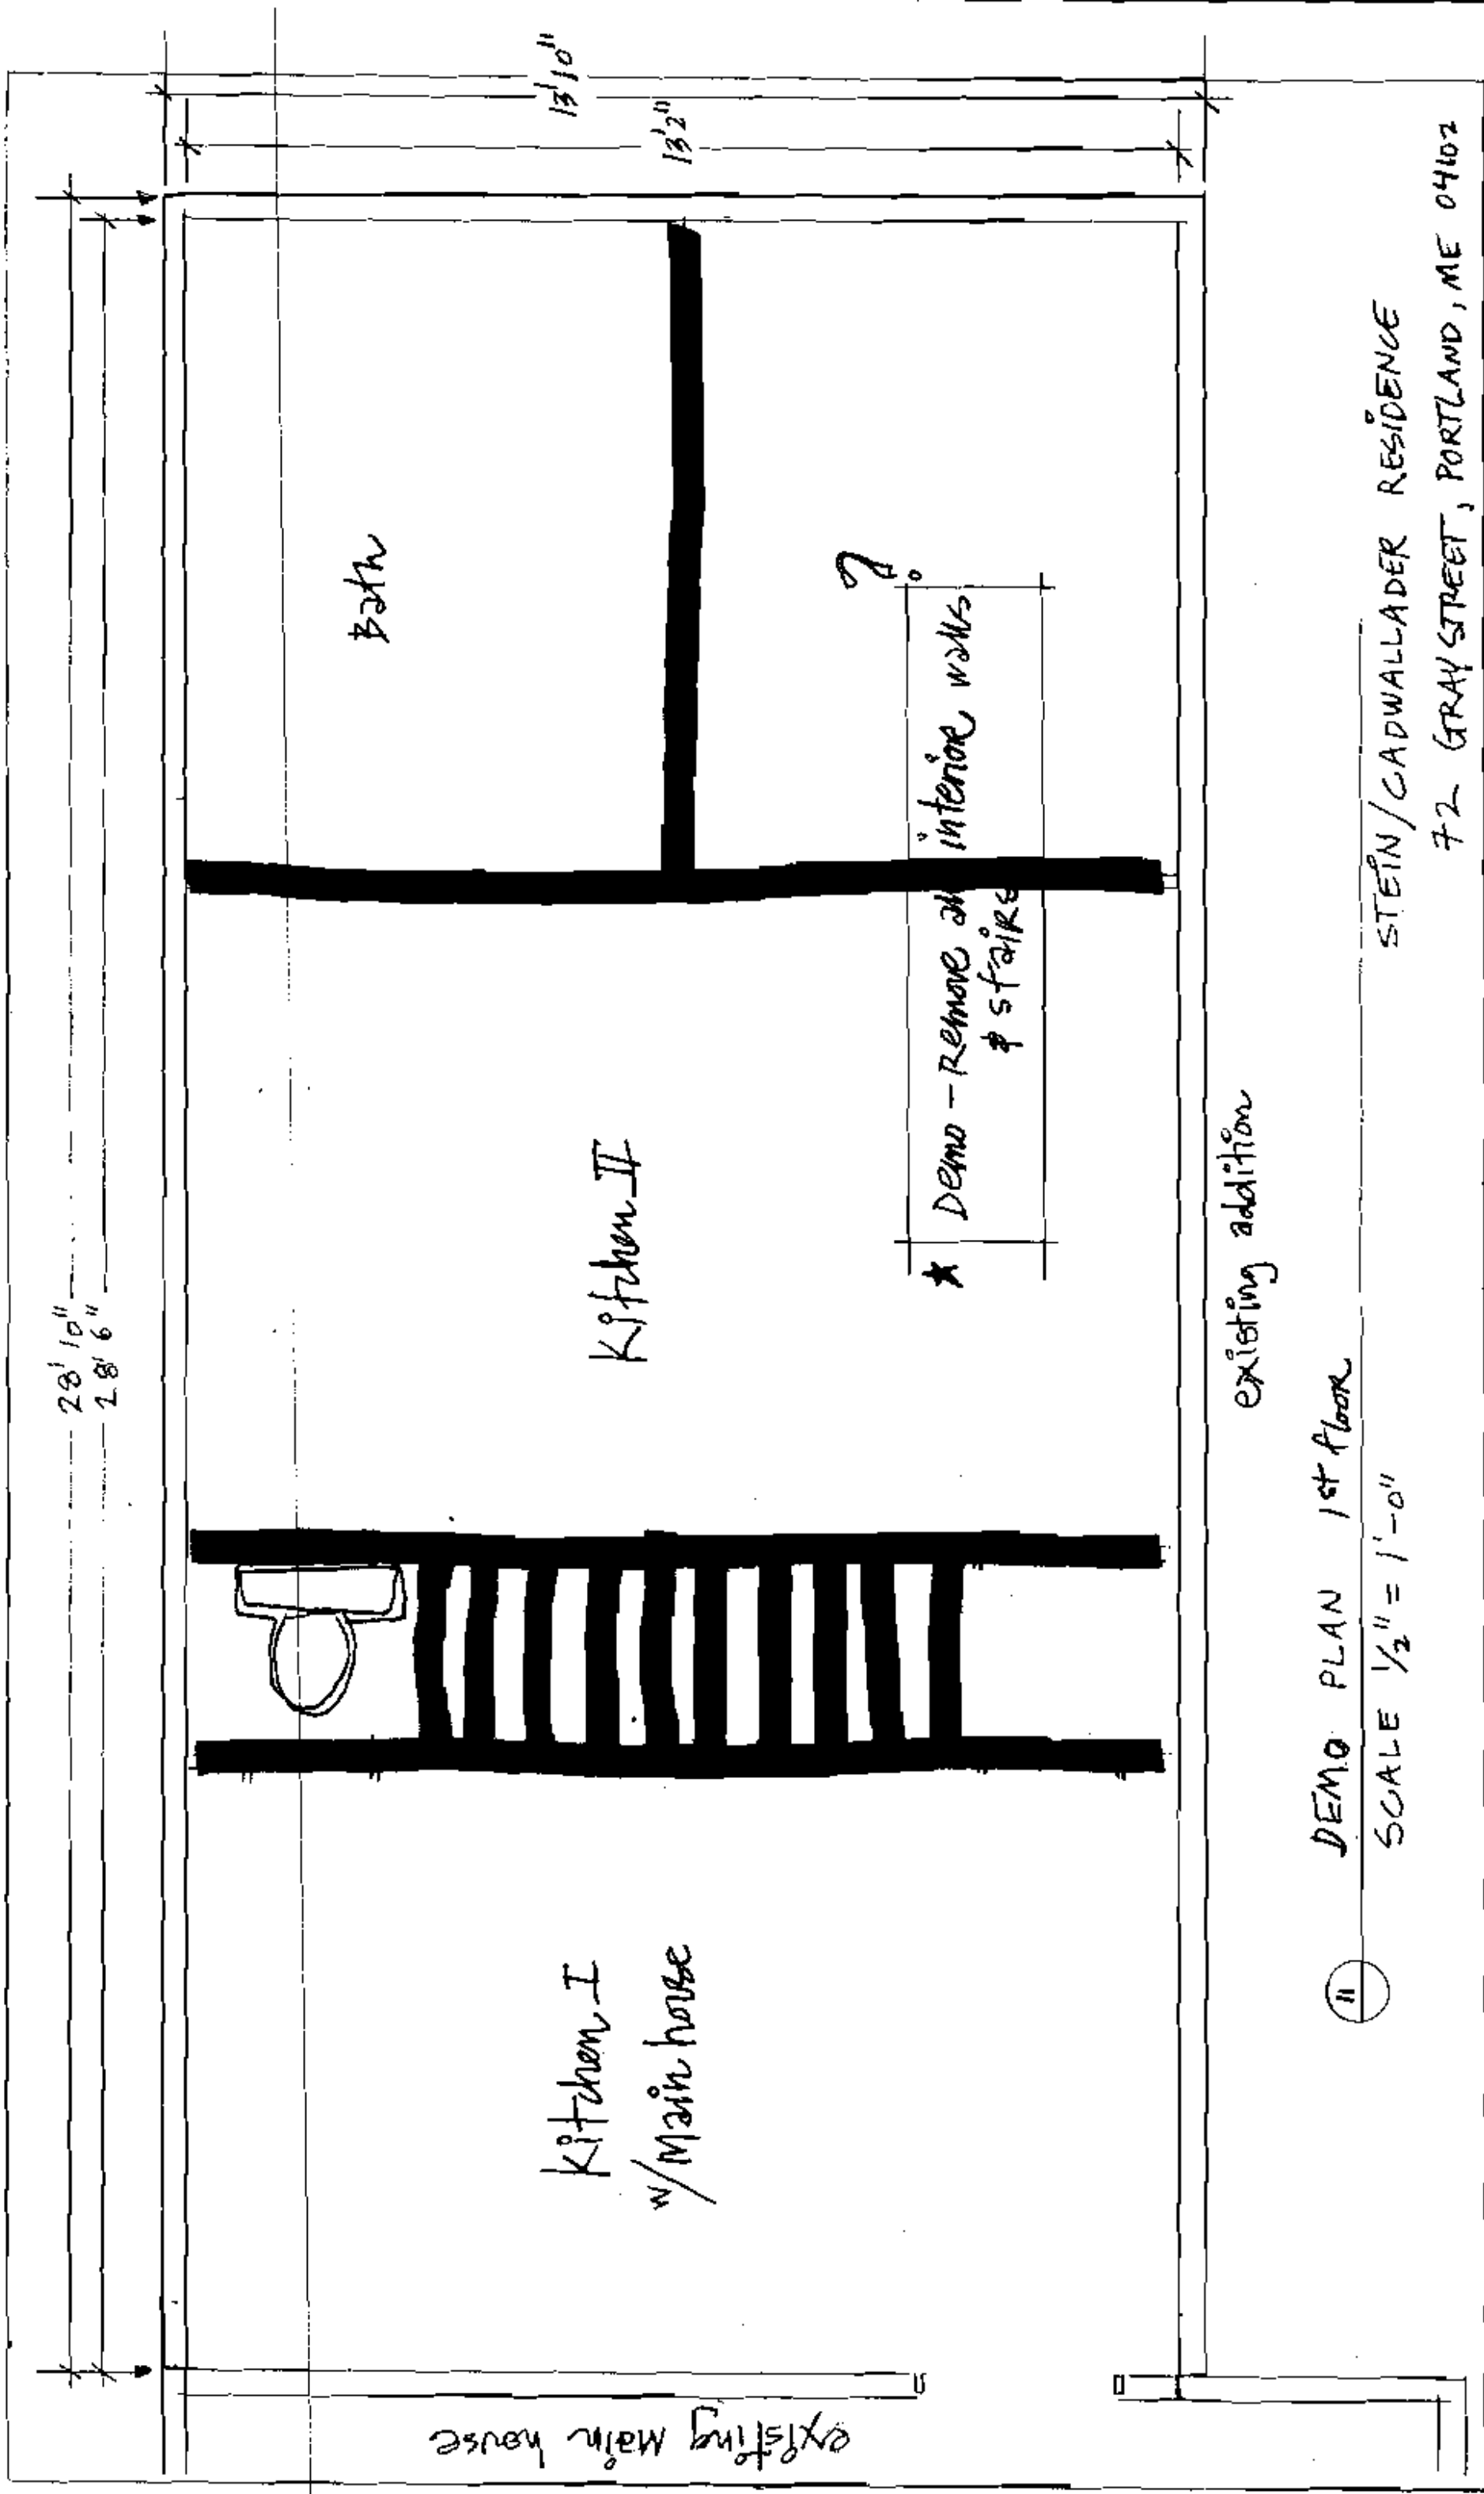 28' 10"
28' 6"
13'10"
13'2"
Bath
?
Kitchen II
Kitchen I
w/Main house
★ Demo - Remove all interior walls
& stairs
existing addition
existing Main house
11
DEMO PLAN 1st floor
SCALE 1/2" = 1'-0"
STEIN/CADWALLADER RESIDENCE
72 GRAY STREET, PORTLAND, ME 04102